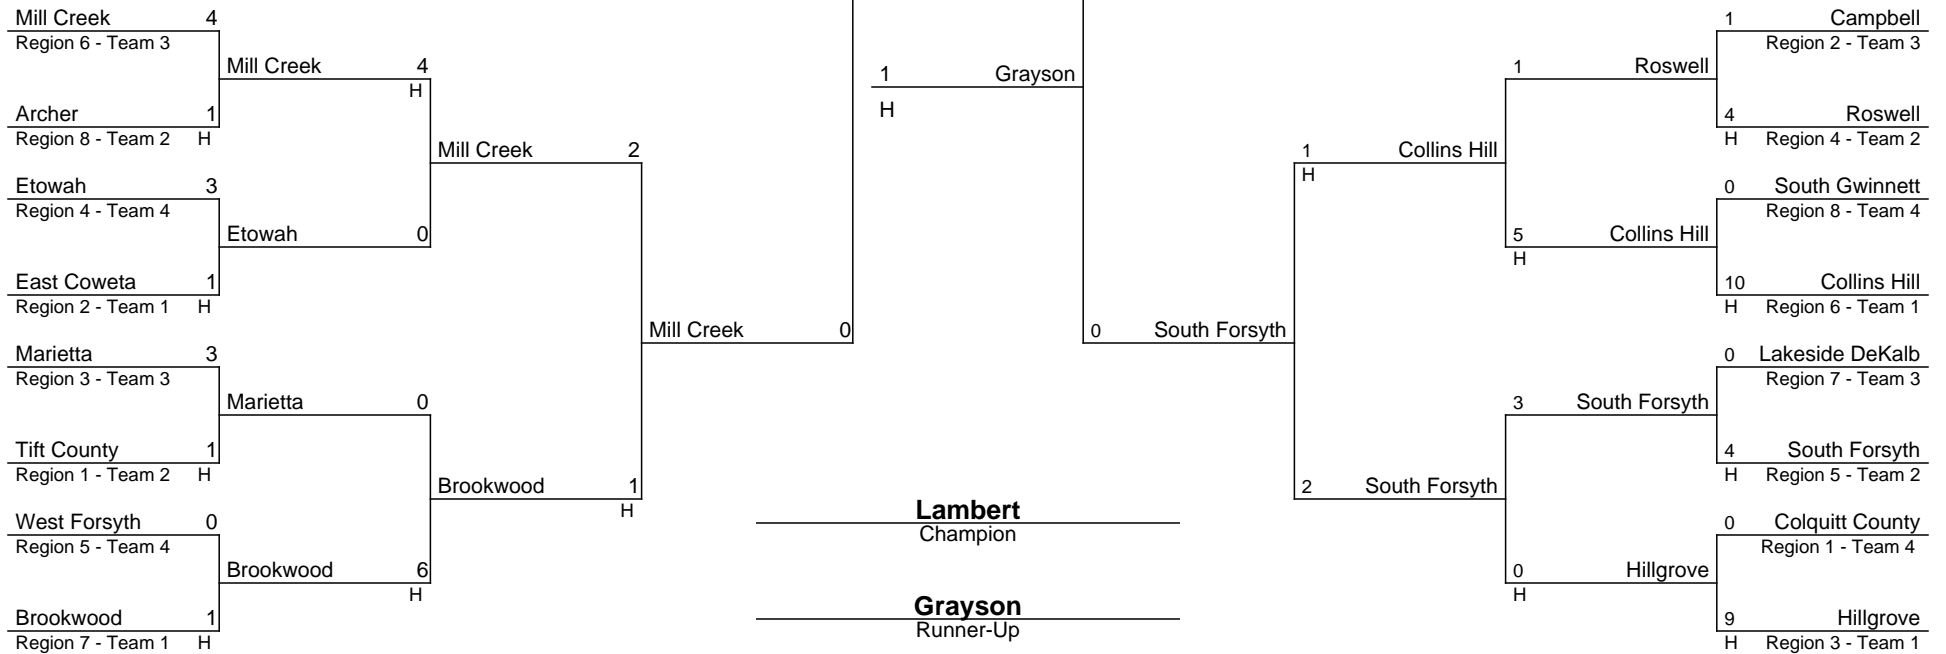 Mill Creek 4
Region 6 - Team 3
Mill Creek 4
H
Archer 1
Region 8 - Team 2 H
Mill Creek 2
Etowah 3
Region 4 - Team 4
Etowah 0
East Coweta 1
Region 2 - Team 1 H
Mill Creek 0
Marietta 3
Region 3 - Team 3
Marietta 0
Tift County 1
Region 1 - Team 2 H
Brookwood 1
H
West Forsyth 0
Region 5 - Team 4
Brookwood 6
H
Brookwood 1
Region 7 - Team 1 H
1 Grayson
H
0 South Forsyth
Lambert
Champion
Grayson
Runner-Up
1 Campbell
Region 2 - Team 3
1 Roswell
4 Roswell
H Region 4 - Team 2
1 Collins Hill
H
0 South Gwinnett
Region 8 - Team 4
5 Collins Hill
H
10 Collins Hill
H Region 6 - Team 1
0 Lakeside DeKalb
Region 7 - Team 3
3 South Forsyth
4 South Forsyth
H Region 5 - Team 2
2 South Forsyth
0 Colquitt County
Region 1 - Team 4
0 Hillgrove
H
9 Hillgrove
H Region 3 - Team 1